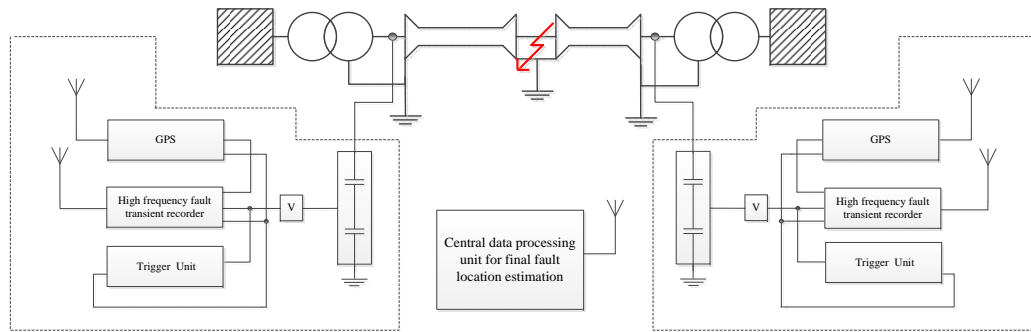 GPS
High frequency fault
transient recorder
V
Trigger Unit
Central data processing
unit for final fault
location estimation
GPS
V
High frequency fault
transient recorder
Trigger Unit